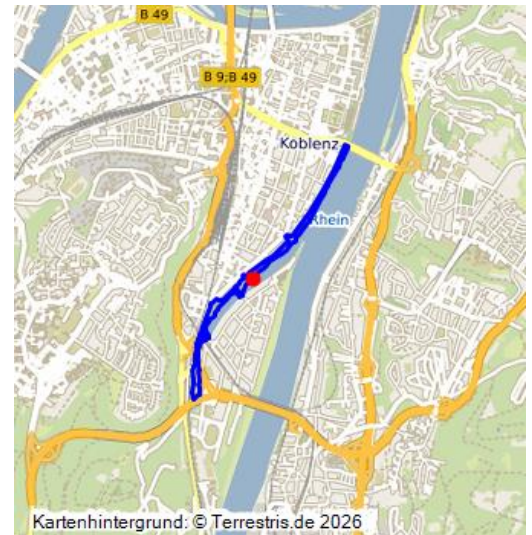 B 49
B 9;B 49
Koblenz
Rhein
Kartenhintergrund: © Terrestris.de 2026